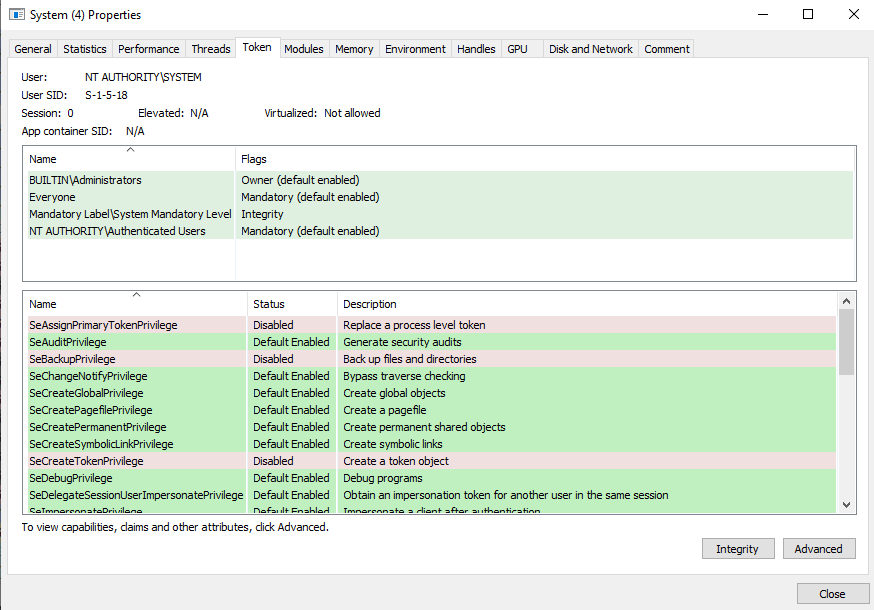 System (4) Properties
General Statistics Performance Threads Token Modules Memory Environment Handles GPU Disk and Network Comment
User: NT AUTHORITY\SYSTEM
User SID: S-1-5-18
Session: 0 Elevated: N/A Virtualized: Not allowed
App container SID: N/A
Name Flags
BUILTIN\Administrators Owner (default enabled)
Everyone Mandatory (default enabled)
Mandatory Label\System Mandatory Level Integrity
NT AUTHORITY\Authenticated Users Mandatory (default enabled)
Name Status Description
SeAssignPrimaryTokenPrivilege Disabled Replace a process level token
SeAuditPrivilege Default Enabled Generate security audits
SeBackupPrivilege Disabled Back up files and directories
SeChangeNotifyPrivilege Default Enabled Bypass traverse checking
SeCreateGlobalPrivilege Default Enabled Create global objects
SeCreatePagefilePrivilege Default Enabled Create a pagefile
SeCreatePermanentPrivilege Default Enabled Create permanent shared objects
SeCreateSymbolicLinkPrivilege Default Enabled Create symbolic links
SeCreateTokenPrivilege Disabled Create a token object
SeDebugPrivilege Default Enabled Debug programs
SeDelegateSessionUserImpersonatePrivilege Default Enabled Obtain an impersonation token for another user in the same session
SeImpersonatePrivilege Default Enabled Impersonate a client after authentication
To view capabilities, claims and other attributes, click Advanced.
Integrity Advanced
Close